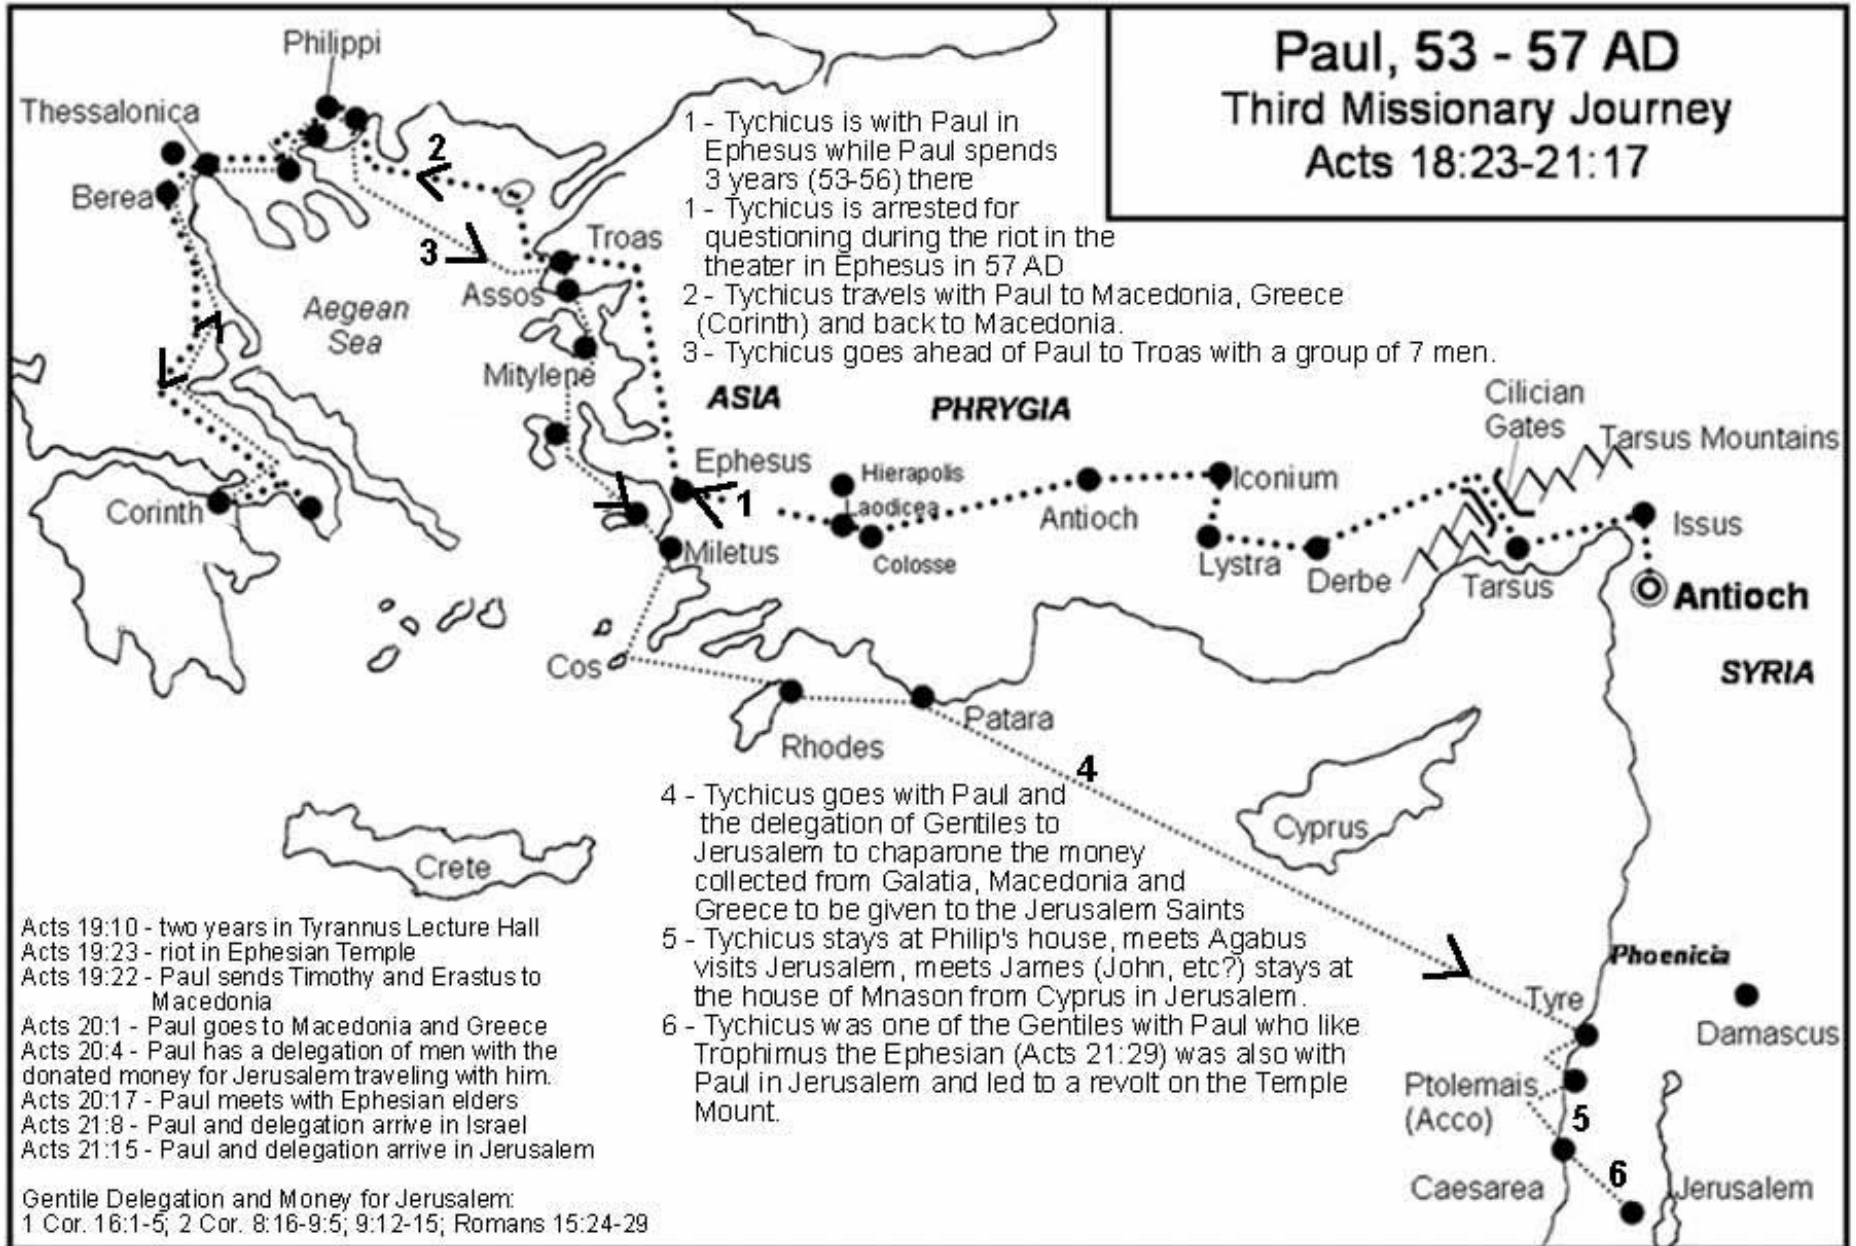 Paul, 53 - 57 AD
Third Missionary Journey
Acts 18:23-21:17
Philippi
Thessalonica
Berea
2
3
Troas
Assos
Aegean
Sea
Mitylene
1 - Tychicus is with Paul in
Ephesus while Paul spends
3 years (53-56) there
1 - Tychicus is arrested for
questioning during the riot in the
theater in Ephesus in 57 AD
2 - Tychicus travels with Paul to Macedonia, Greece
(Corinth) and back to Macedonia.
3 - Tychicus goes ahead of Paul to Troas with a group of 7 men.
ASIA
PHRYGIA
Cilician
Gates
Tarsus Mountains
Ephesus
1
Hierapolis
Laodicea
Colosse
Antioch
Iconium
Lystra
Derbe
Tarsus
Issus
Antioch
SYRIA
Corinth
Miletus
Cos
Rhodes
Patara
4
Cyprus
Crete
4 - Tychicus goes with Paul and
the delegation of Gentiles to
Jerusalem to chaparone the money
collected from Galatia, Macedonia and
Greece to be given to the Jerusalem Saints
5 - Tychicus stays at Philip's house, meets Agabus
visits Jerusalem, meets James (John, etc?) stays at
the house of Mnason from Cyprus in Jerusalem.
6 - Tychicus was one of the Gentiles with Paul who like
Trophimus the Ephesian (Acts 21:29) was also with
Paul in Jerusalem and led to a revolt on the Temple
Mount.
Phoenicia
Tyre
Damascus
Ptolemais
(Acco)
5
6
Caesarea
Jerusalem
Acts 19:10 - two years in Tyrannus Lecture Hall
Acts 19:23 - riot in Ephesian Temple
Acts 19:22 - Paul sends Timothy and Erastus to
Macedonia
Acts 20:1 - Paul goes to Macedonia and Greece
Acts 20:4 - Paul has a delegation of men with the
donated money for Jerusalem traveling with him.
Acts 20:17 - Paul meets with Ephesian elders
Acts 21:8 - Paul and delegation arrive in Israel
Acts 21:15 - Paul and delegation arrive in Jerusalem
Gentile Delegation and Money for Jerusalem:
1 Cor. 16:1-5; 2 Cor. 8:16-9:5; 9:12-15; Romans 15:24-29